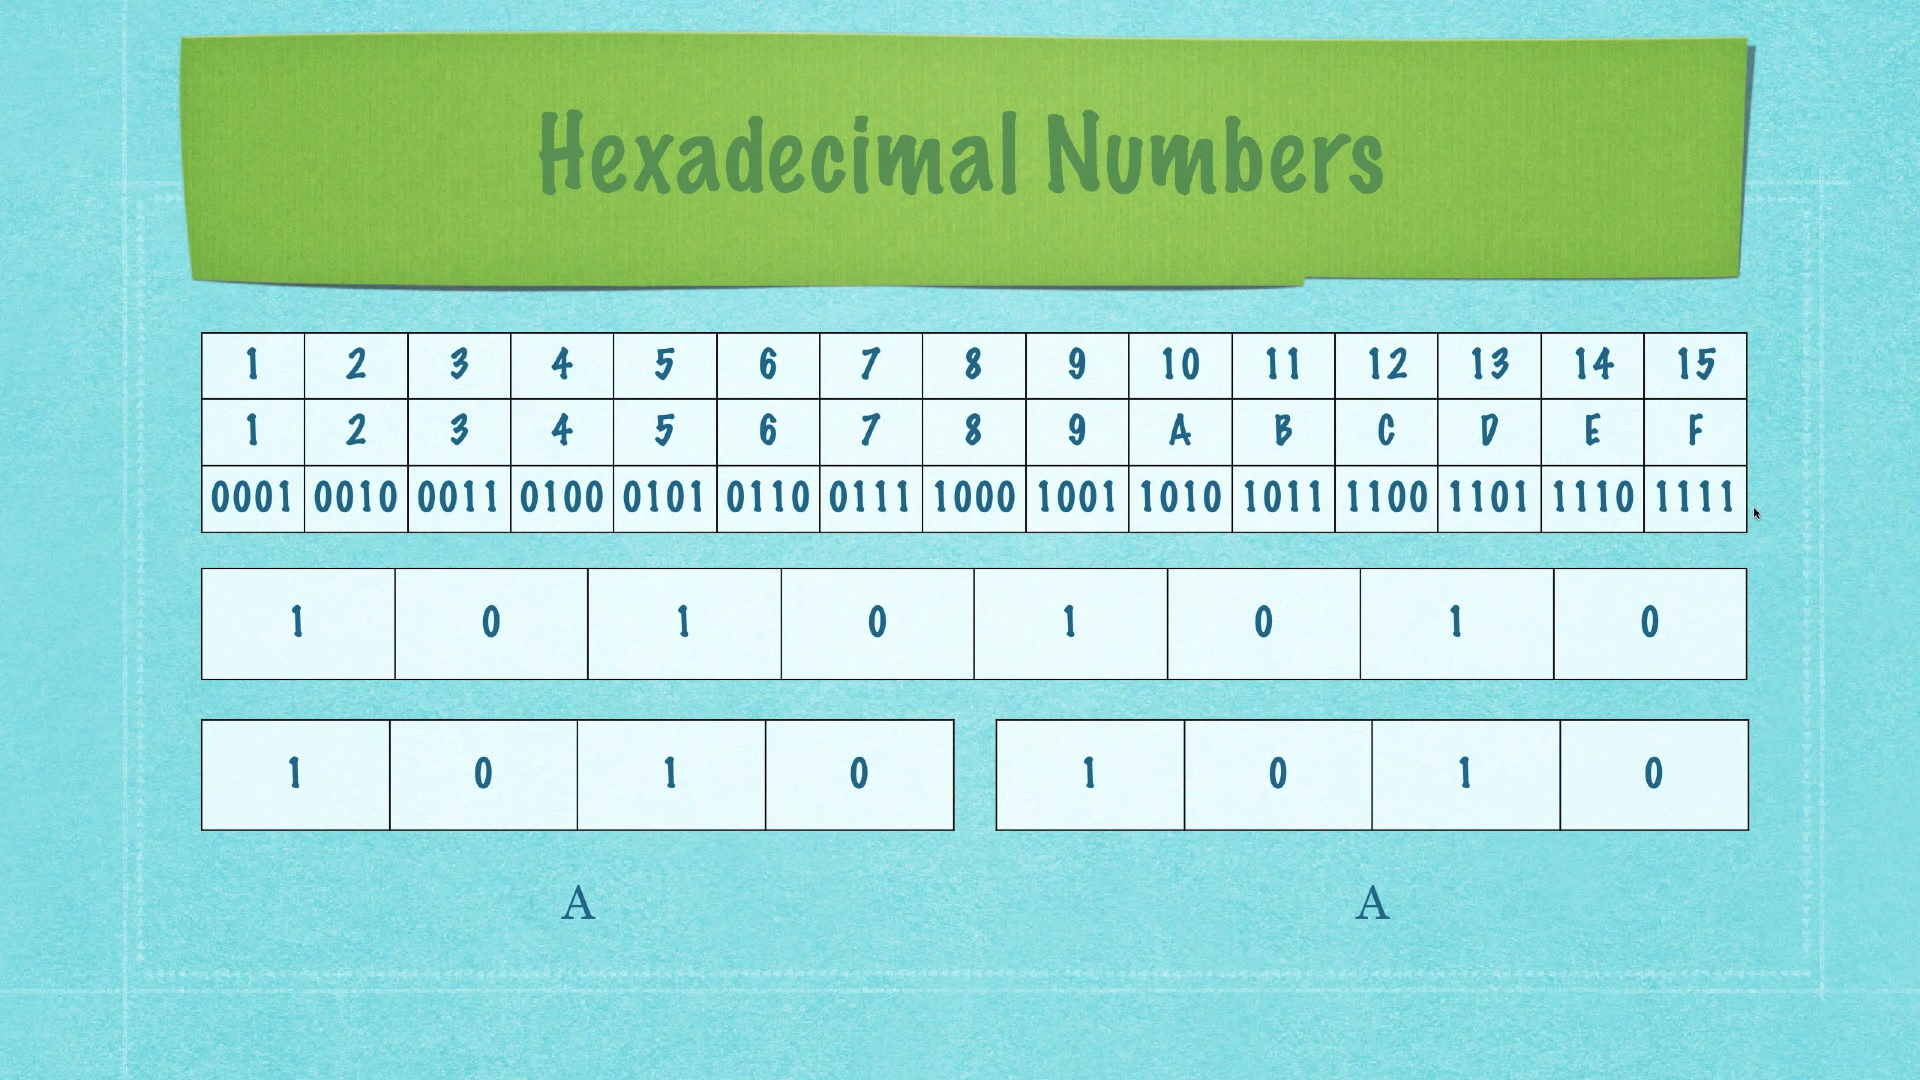 Hexadecimal Numbers
1 2 3 4 5 6 7 8 9 10 11 12 13 14 15
1 2 3 4 5 6 7 8 9 A B C D E F
0001 0010 0011 0100 0101 0110 0111 1000 1001 1010 1011 1100 1101 1110 1111
1 0 1 0 1 0 1 0
1 0 1 0 1 0 1 0
A A